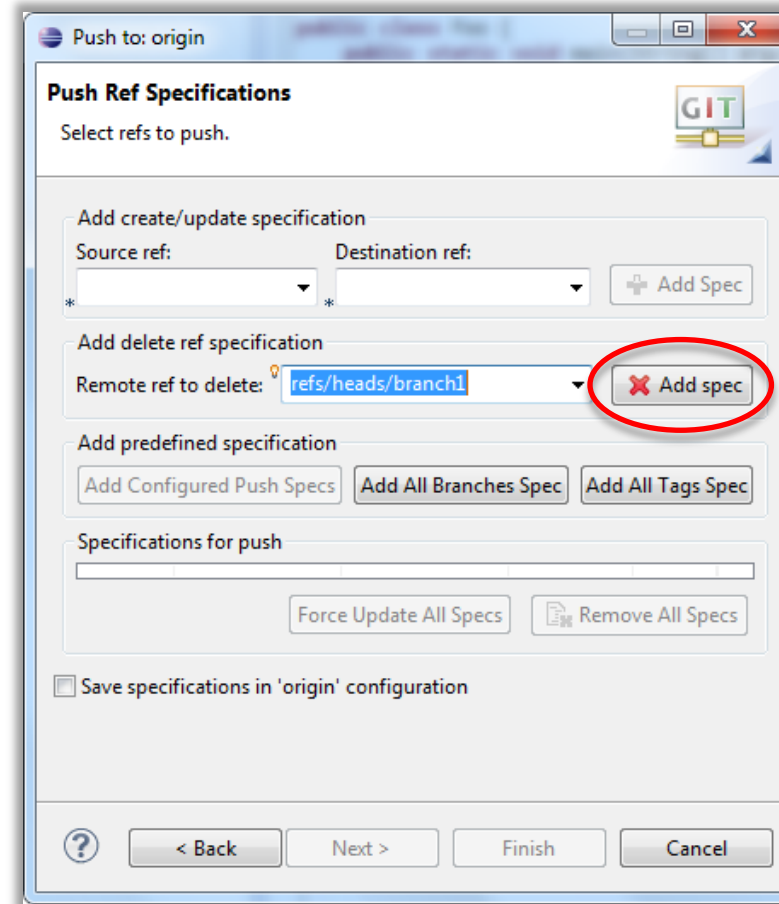 Push to: origin
Push Ref Specifications
Select refs to push.
GIT
Add create/update specification
Source ref: Destination ref:
* * Add Spec
Add delete ref specification
Remote ref to delete: refs/heads/branch1 Add spec
Add predefined specification
Add Configured Push Specs Add All Branches Spec Add All Tags Spec
Specifications for push
Force Update All Specs Remove All Specs
Save specifications in 'origin' configuration
? < Back Next > Finish Cancel